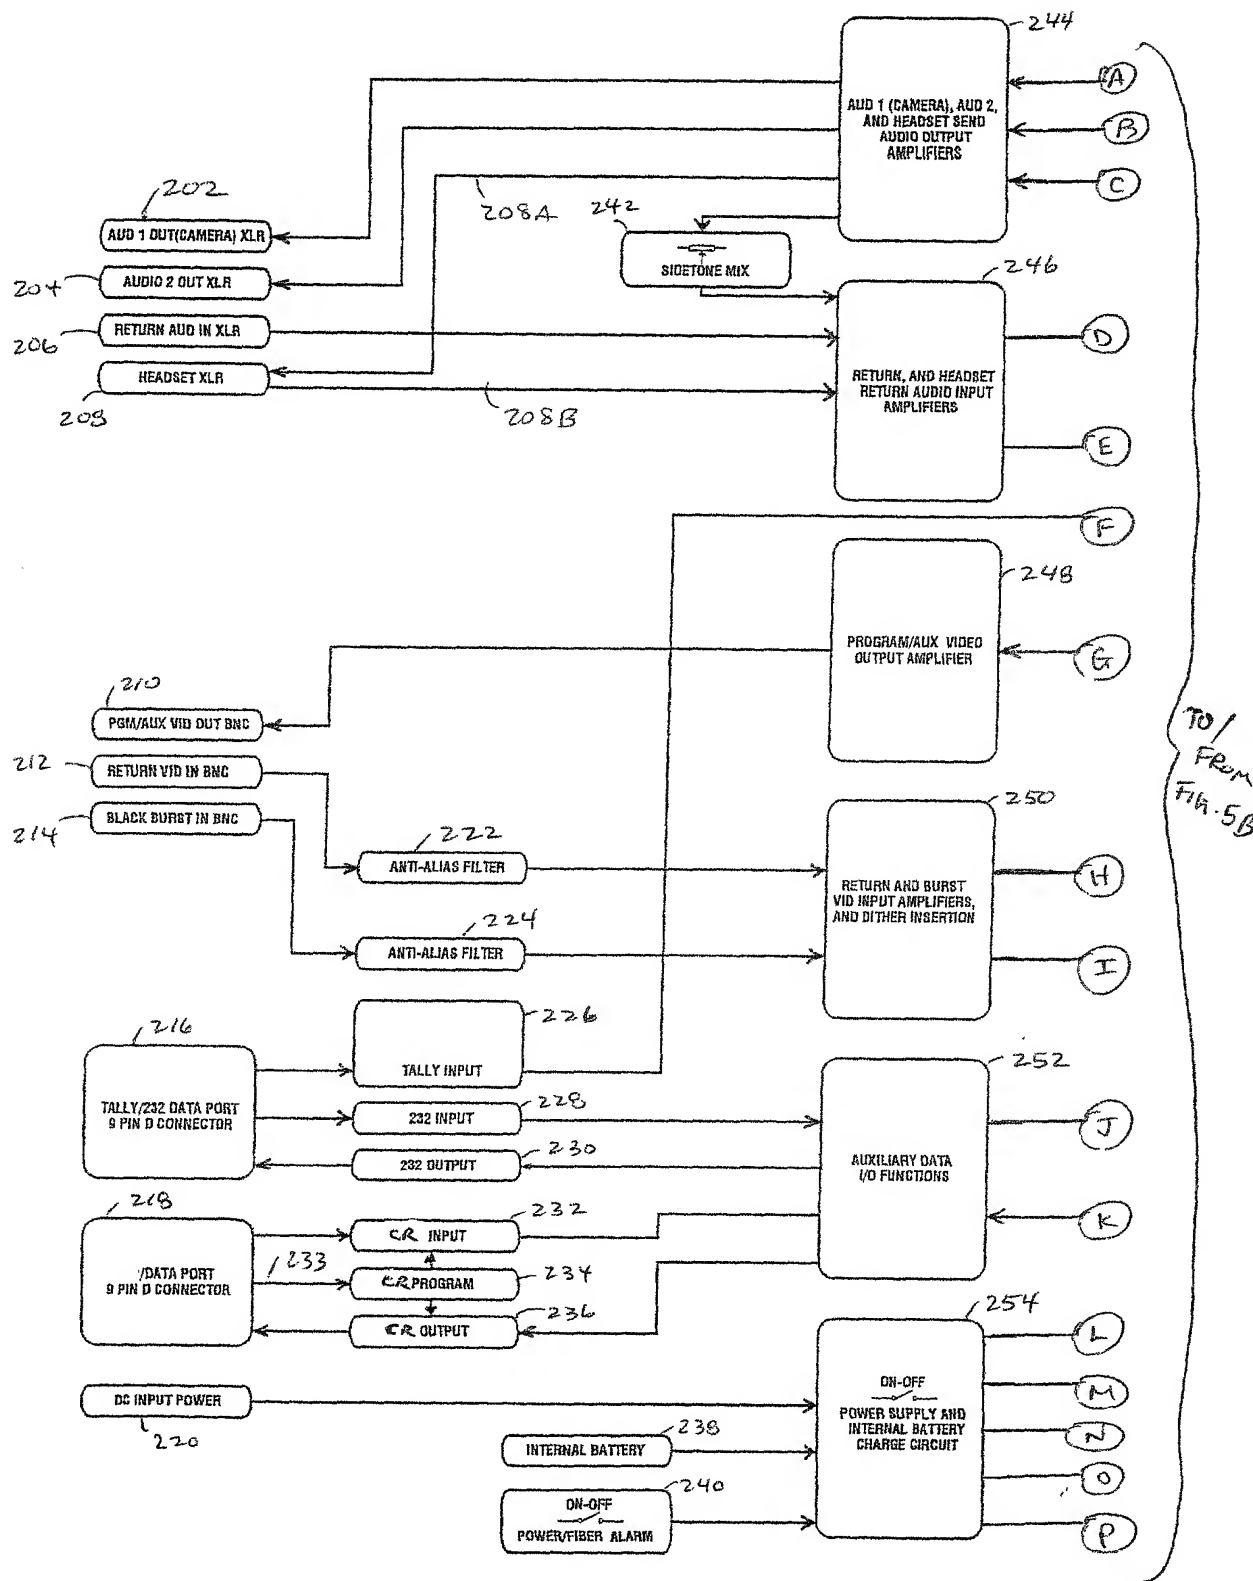 244
A
AUD 1 (CAMERA), AUD 2,
AND HEADSET SEND
AUDIO OUTPUT
AMPLIFIERS
B
C
202
208A
242
AUD 1 OUT(CAMERA) XLR
SIDETONE MIX
204
AUDIO 2 OUT XLR
246
206
RETURN AUD IN XLR
D
HEADSET XLR
RETURN, AND HEADSET
RETURN AUDIO INPUT
AMPLIFIERS
208
208B
E
F
248
PROGRAM/AUX VIDEO
OUTPUT AMPLIFIER
G
210
PGM/AUX VID OUT BNC
TO/
FROM
FIG. 5B
212
RETURN VID IN BNC
250
214
BLACK BURST IN BNC
222
ANTI-ALIAS FILTER
RETURN AND BURST
VID INPUT AMPLIFIERS,
AND DITHER INSERTION
H
224
ANTI-ALIAS FILTER
I
216
226
TALLY INPUT
252
TALLY/232 DATA PORT
9 PIN D CONNECTOR
228
232 INPUT
J
230
232 OUTPUT
AUXILIARY DATA
I/O FUNCTIONS
218
232
CR INPUT
K
/DATA PORT
9 PIN D CONNECTOR
233
CR PROGRAM
234
236
CR OUTPUT
254
L
DC INPUT POWER
220
ON-OFF
POWER SUPPLY AND
INTERNAL BATTERY
CHARGE CIRCUIT
M
238
INTERNAL BATTERY
N
240
ON-OFF
POWER/FIBER ALARM
O
P